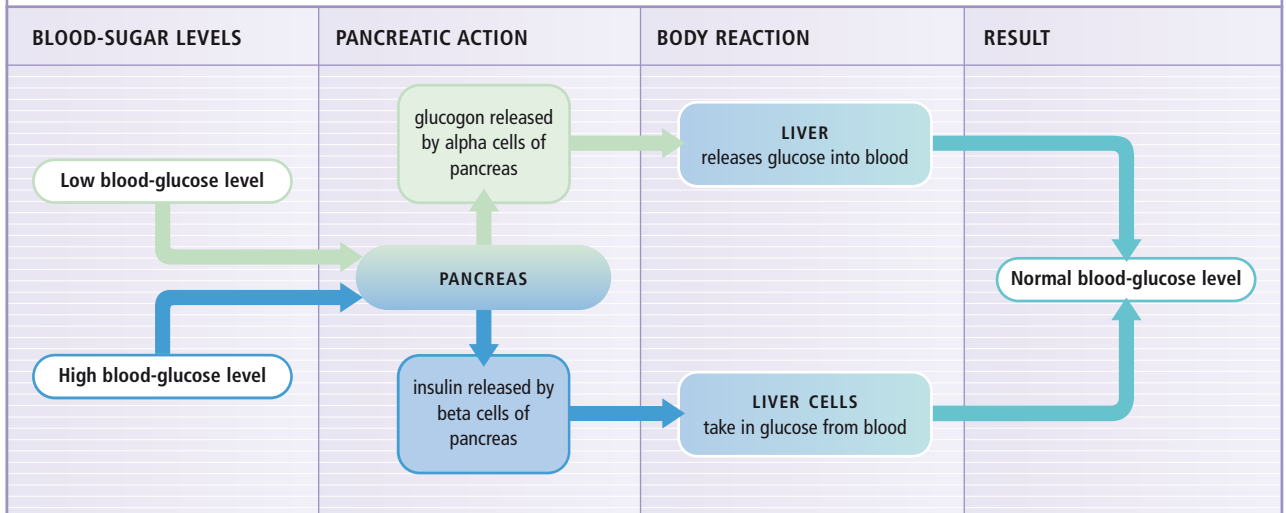 BLOOD-SUGAR LEVELS
PANCREATIC ACTION
BODY REACTION
RESULT
Low blood-glucose level
High blood-glucose level
glucogon released
by alpha cells of
pancreas
PANCREAS
insulin released by
beta cells of
pancreas
LIVER
releases glucose into blood
LIVER CELLS
take in glucose from blood
Normal blood-glucose level